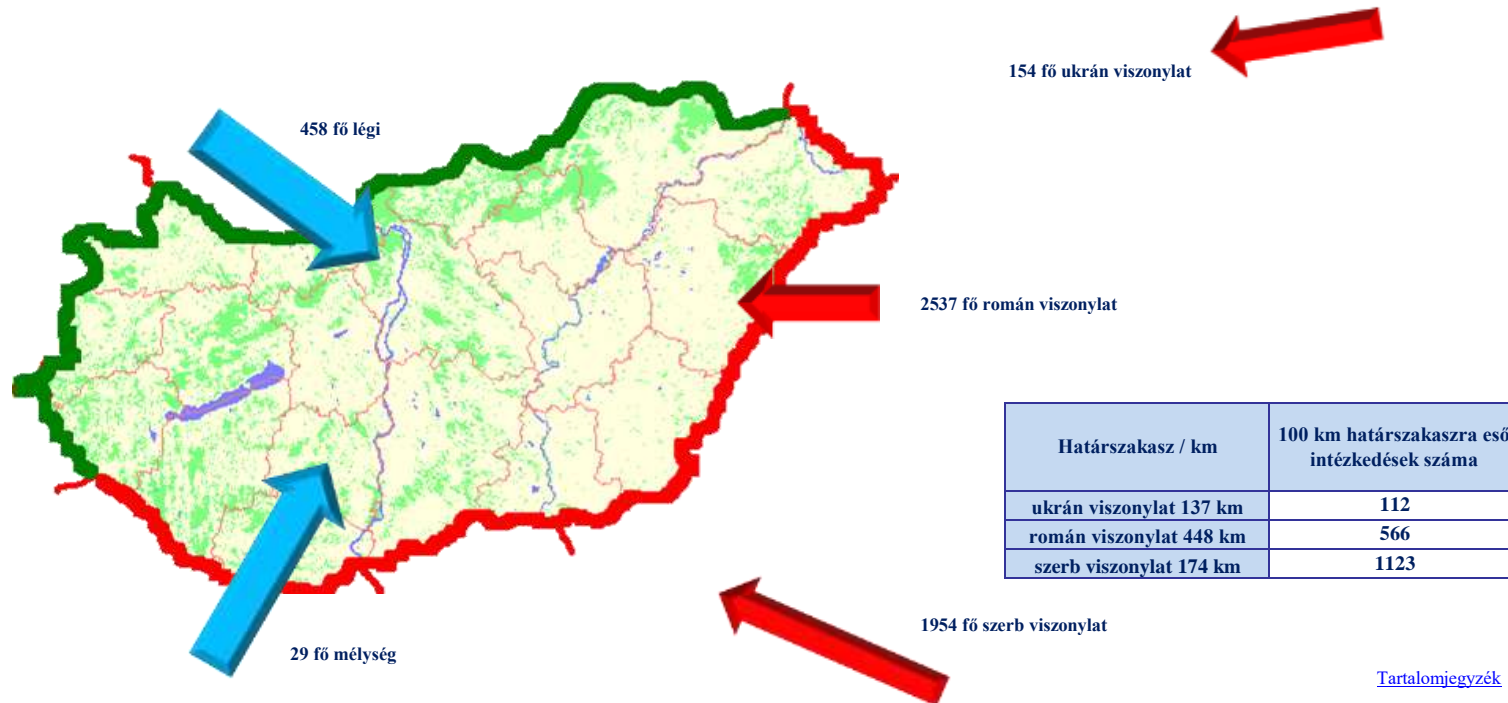 154 fő ukrán viszonylat
458 fő légi
2537 fő román viszonylat
Határszakasz / km
100 km határszakaszra eső
intézkedések száma
ukrán viszonylat 137 km
112
román viszonylat 448 km
566
szerb viszonylat 174 km
1123
1954 fő szerb viszonylat
29 fő mélység
Tartalomjegyzék